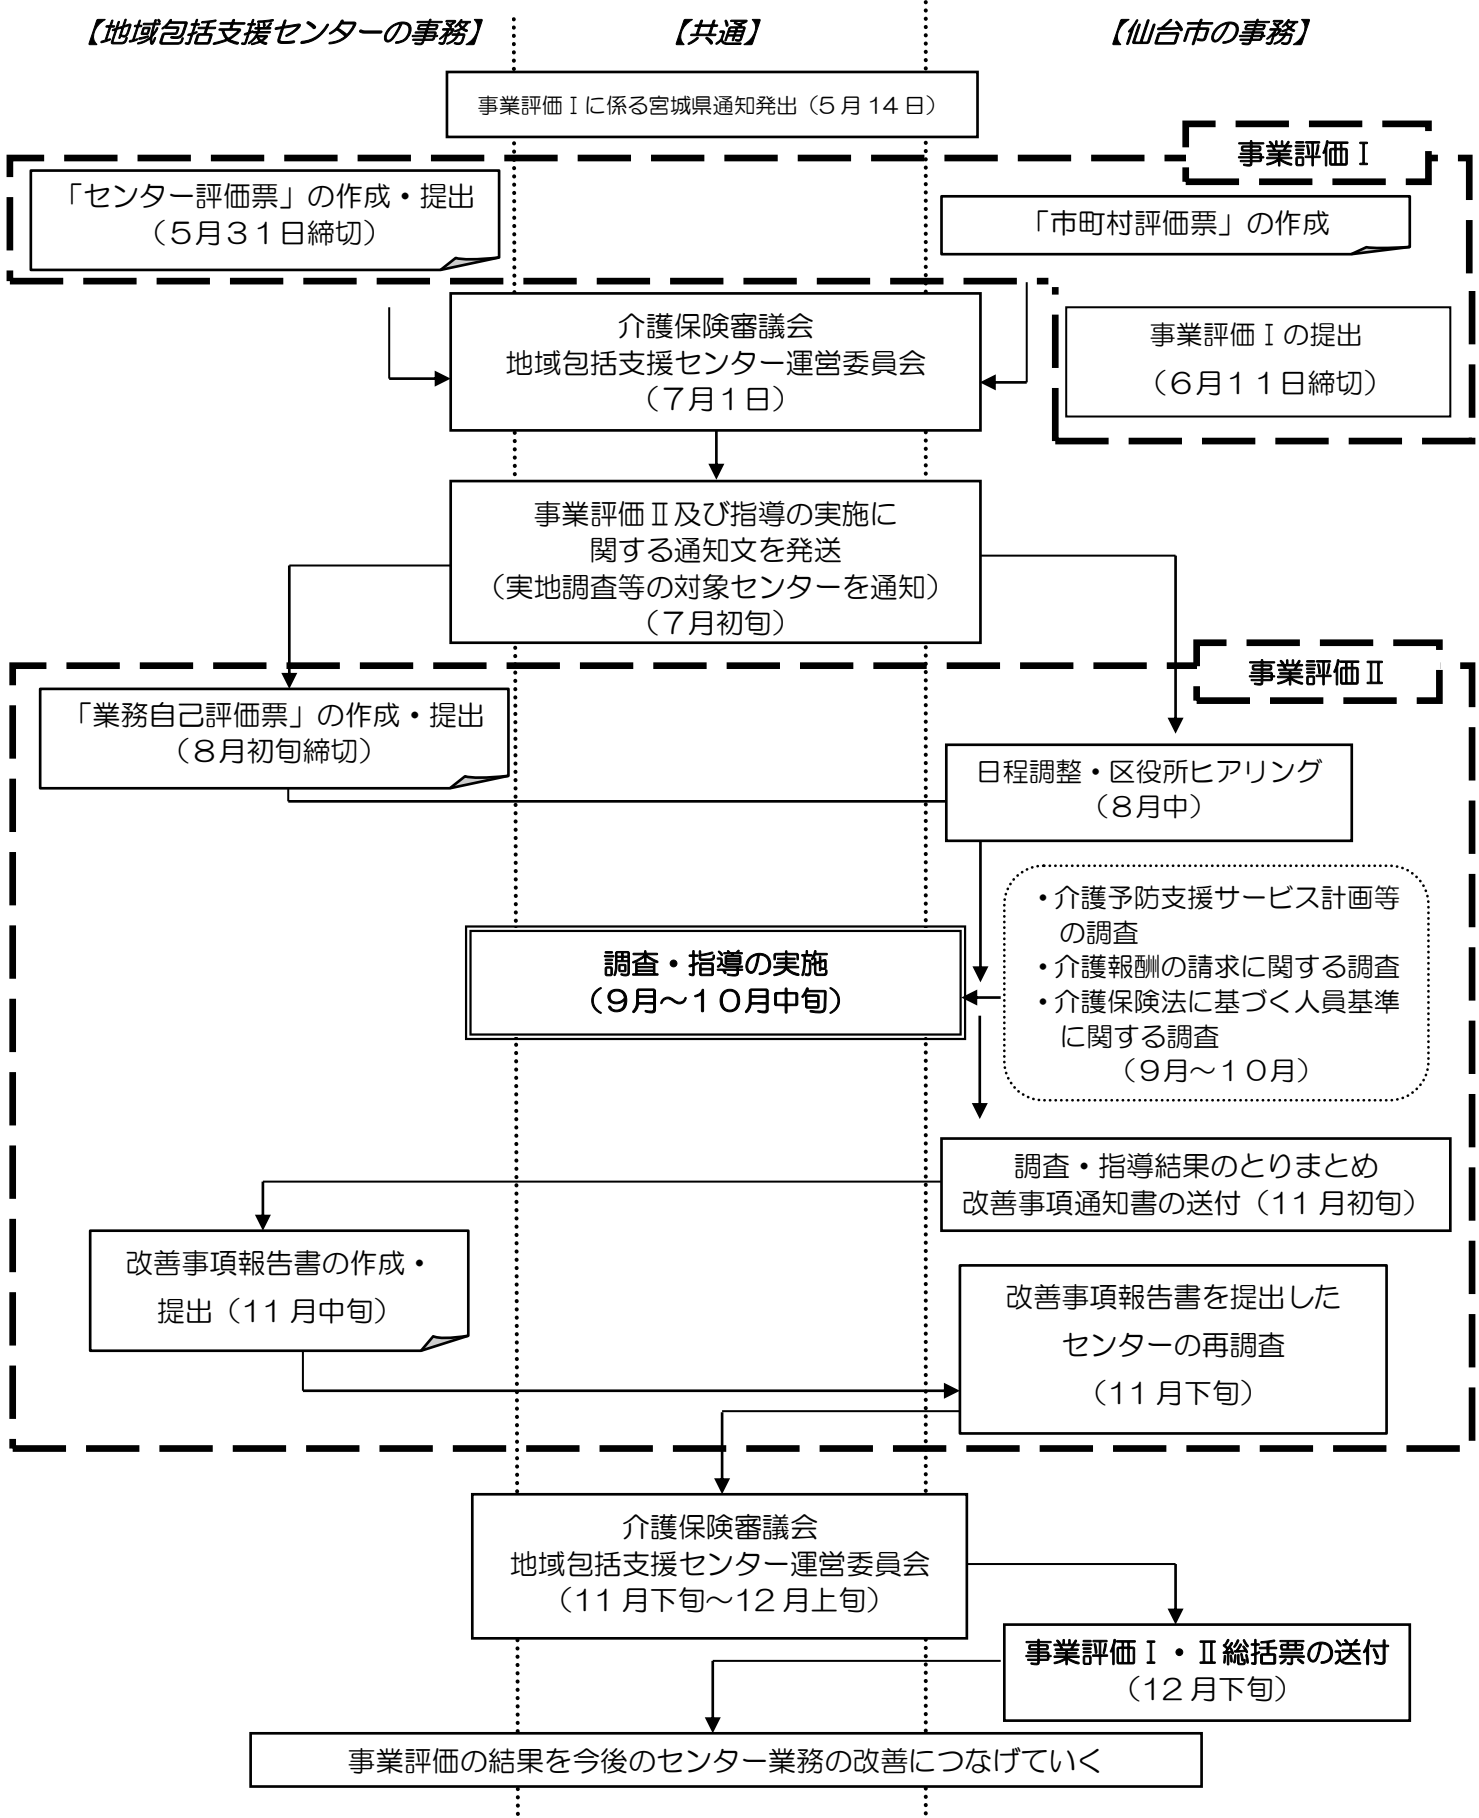 【地域包括支援センターの事務】
【共通】
【仙台市の事務】
事業評価Ⅰに係る宮城県通知発出（５月14日）
事業評価Ⅰ
「センター評価票」の作成・提出
（５月３１日締切）
「市町村評価票」の作成
介護保険審議会
地域包括支援センター運営委員会
（７月１日）
事業評価Ⅰの提出
（６月１１日締切）
事業評価Ⅱ及び指導の実施に
関する通知文を発送
（実地調査等の対象センターを通知）
（７月初旬）
事業評価Ⅱ
「業務自己評価票」の作成・提出
（８月初旬締切）
日程調整・区役所ヒアリング
（８月中）
・介護予防支援サービス計画等
の調査
・介護報酬の請求に関する調査
・介護保険法に基づく人員基準
に関する調査
（９月～１０月）
調査・指導の実施
（９月～１０月中旬）
調査・指導結果のとりまとめ
改善事項通知書の送付（11月初旬）
改善事項報告書の作成・
提出（11月中旬）
改善事項報告書を提出した
センターの再調査
（11月下旬）
介護保険審議会
地域包括支援センター運営委員会
（11月下旬～12月上旬）
事業評価Ⅰ・Ⅱ総括票の送付
（12月下旬）
事業評価の結果を今後のセンター業務の改善につなげていく